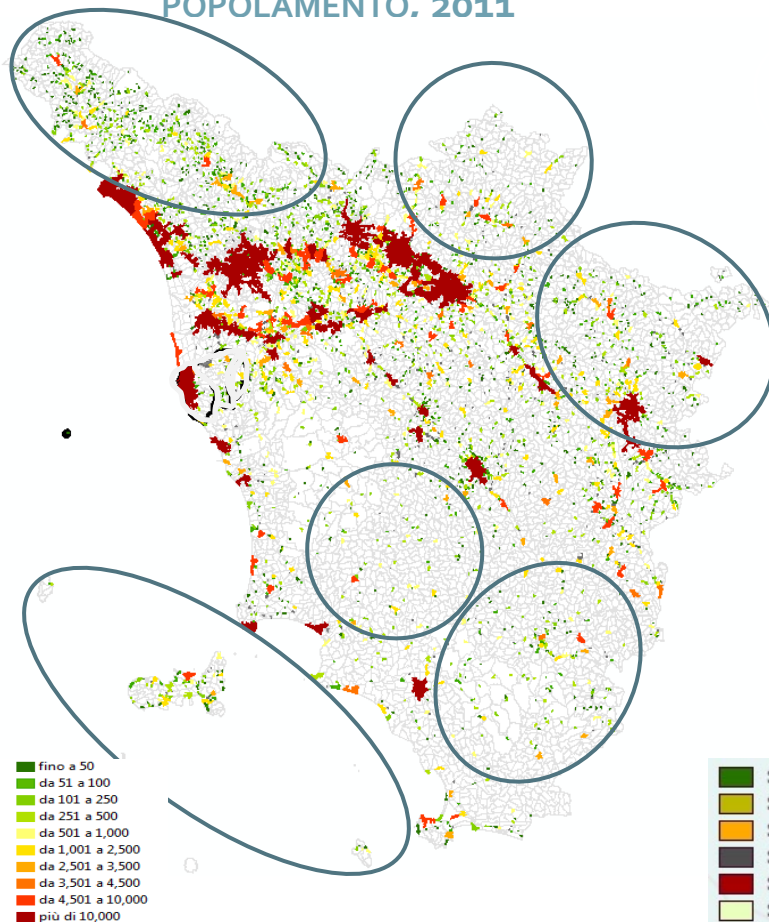 POPOLAMENTO. 2011
fino a 50
da 51 a 100
da 101 a 250
da 251 a 500
da 501 a 1,000
da 1,001 a 2,500
da 2,501 a 3,500
da 3,501 a 4,500
da 4,501 a 10,000
più di 10,000